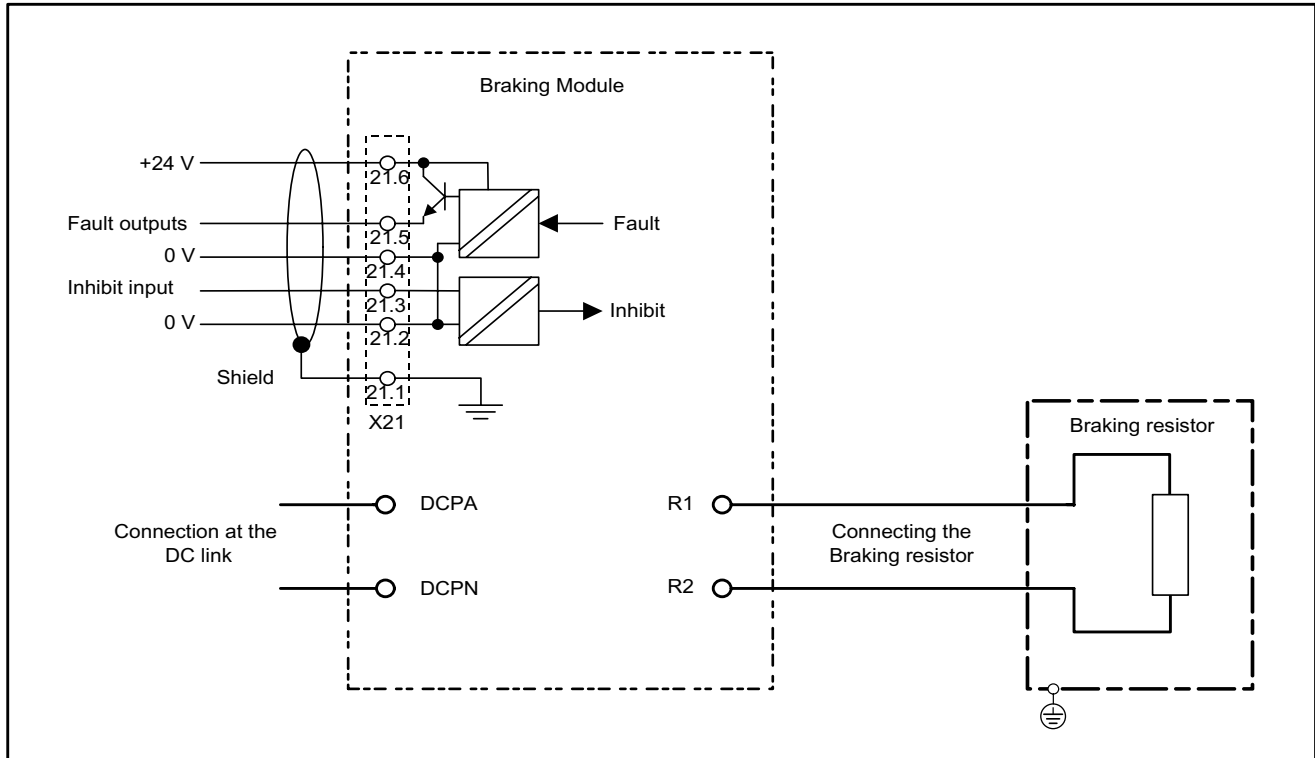 Braking Module
+24 V
21.6
Fault outputs
21.5
Fault
0 V
21.4
Inhibit input
21.3
Inhibit
0 V
21.2
Shield
21.1
X21
Braking resistor
DCPA
R1
Connection at the
DC link
Connecting the
Braking resistor
DCPN
R2